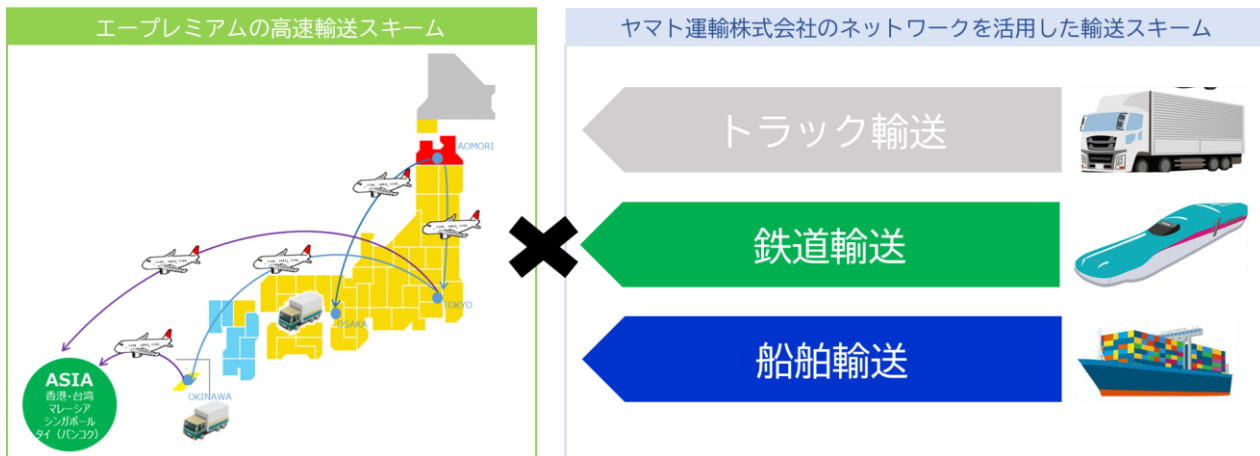 エープレミアムの高速輸送スキーム
AOMORI
TOKYO
OSAKA
OKINAWA
ASIA
香港・台湾
マレーシア
シンガポール
タイ（バンコク）
ヤマト運輸株式会社のネットワークを活用した輸送スキーム
トラック輸送
鉄道輸送
船舶輸送